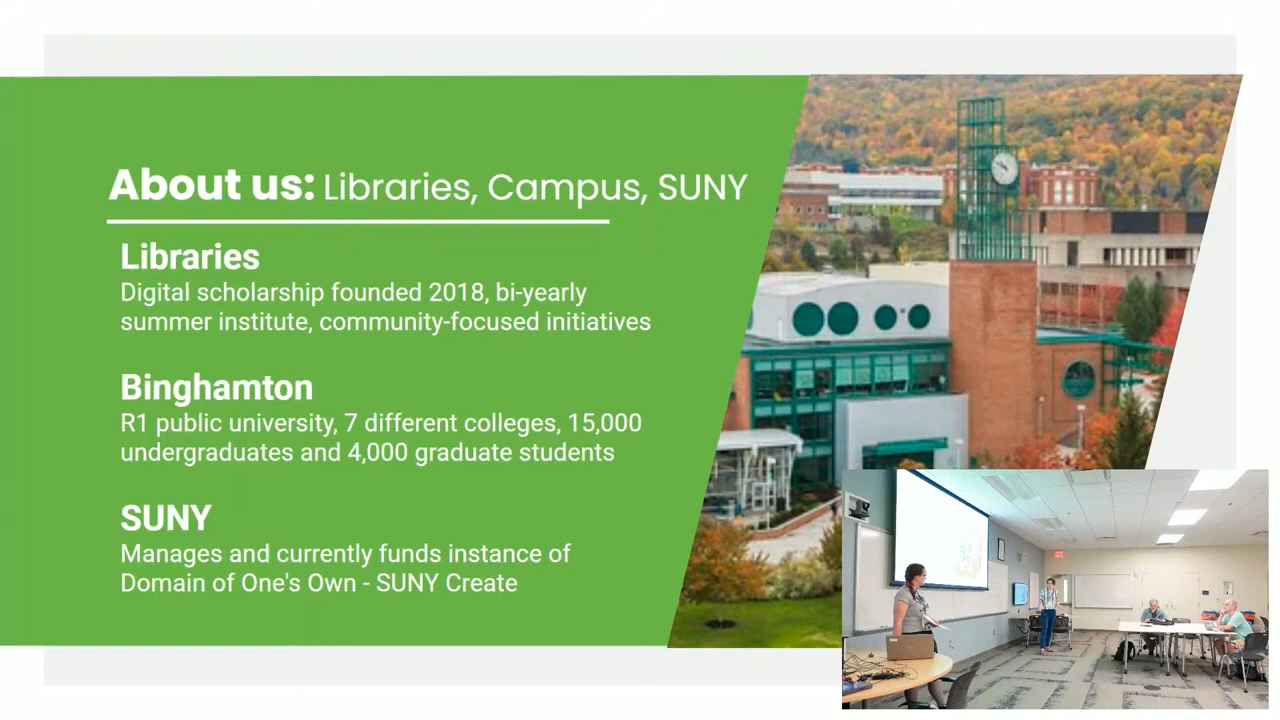 About us: Libraries, Campus, SUNY
Libraries
Digital scholarship founded 2018, bi-yearly
summer institute, community-focused initiatives
Binghamton
R1 public university, 7 different colleges, 15,000
undergraduates and 4,000 graduate students
SUNY
Manages and currently funds instance of
Domain of One's Own - SUNY Create